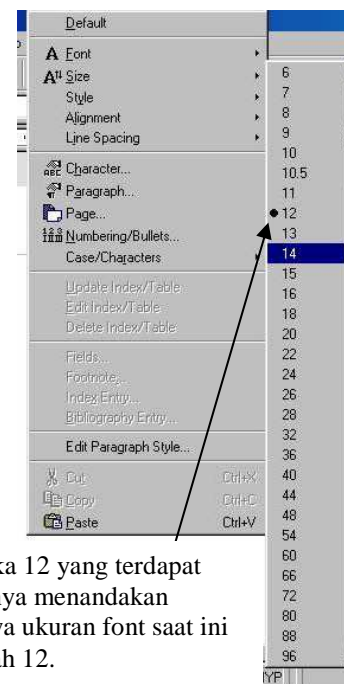 Default
Font
Size
Style
Alignment
Line Spacing
Character...
Paragraph...
Page...
Numbering/Bullets...
Case/Characters
Update Index/Table
Edit Index/Table
Delete Index/Table
Fields...
Footnote...
Index Entry...
Bibliography Entry...
Edit Paragraph Style...
Cut Ctrl+X
Copy Ctrl+C
Paste Ctrl+V
6
7
8
9
10
10.5
11
12
13
14
15
16
18
20
22
24
26
28
32
36
40
44
48
54
60
66
72
80
88
96
ka 12 yang terdapat
nya menandakan
va ukuran font saat ini
ah 12.
YP